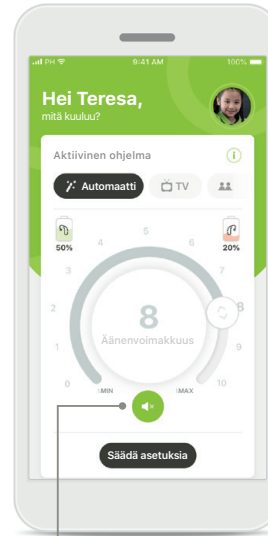 PH 9:41 AM 100%
Hei Teresa,
mitä kuuluu?
Aktiivinen ohjelma
i
Automaatti TV
50% 20%
5
4 6
3
2 8
8
Äänenvoimakkuus
1 9
0 10
MIN MAX
Säädä asetuksia